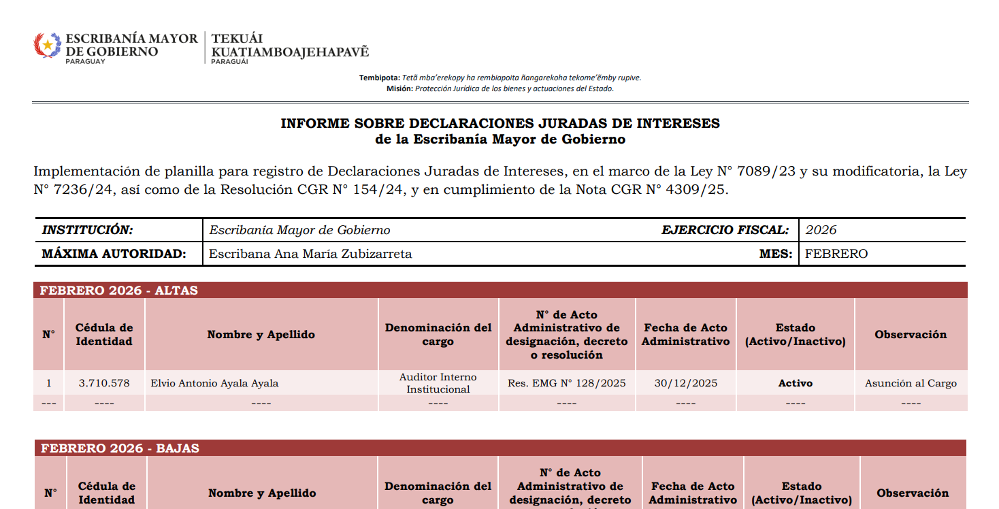 ESCRIBANÍA MAYOR
DE GOBIERNO
PARAGUAY
TEKUÁI
KUATIAMBOAJEHAPAVẼ
PARAGUÁI
Tembipota: Tetã mba’erekopy ha rembiapoita ñangarekoha tekome’ẽmby rupive.
Misión: Protección Jurídica de los bienes y actuaciones del Estado.
INFORME SOBRE DECLARACIONES JURADAS DE INTERESES
de la Escribanía Mayor de Gobierno
Implementación de planilla para registro de Declaraciones Juradas de Intereses, en el marco de la Ley N° 7089/23 y su modificatoria, la Ley
N° 7236/24, así como de la Resolución CGR N° 154/24, y en cumplimiento de la Nota CGR N° 4309/25.
INSTITUCIÓN: Escribanía Mayor de Gobierno EJERCICIO FISCAL: 2026
MÁXIMA AUTORIDAD: Escribana Ana María Zubizarreta MES: FEBRERO
FEBRERO 2026 - ALTAS
N°
Cédula de
Identidad
Nombre y Apellido
Denominación del
cargo
N° de Acto
Administrativo de
designación, decreto
o resolución
Fecha de Acto
Administrativo
Estado
(Activo/Inactivo)
Observación
1
3.710.578
Elvio Antonio Ayala Ayala
Auditor Interno
Institucional
Res. EMG N° 128/2025
30/12/2025
Activo
Asunción al Cargo
--- ---- ---- ---- ---- ---- ---- ----
FEBRERO 2026 - BAJAS
N°
Cédula de
Identidad
Nombre y Apellido
Denominación del
cargo
N° de Acto
Administrativo de
designación, decreto
Fecha de Acto
Administrativo
Estado
(Activo/Inactivo)
Observación